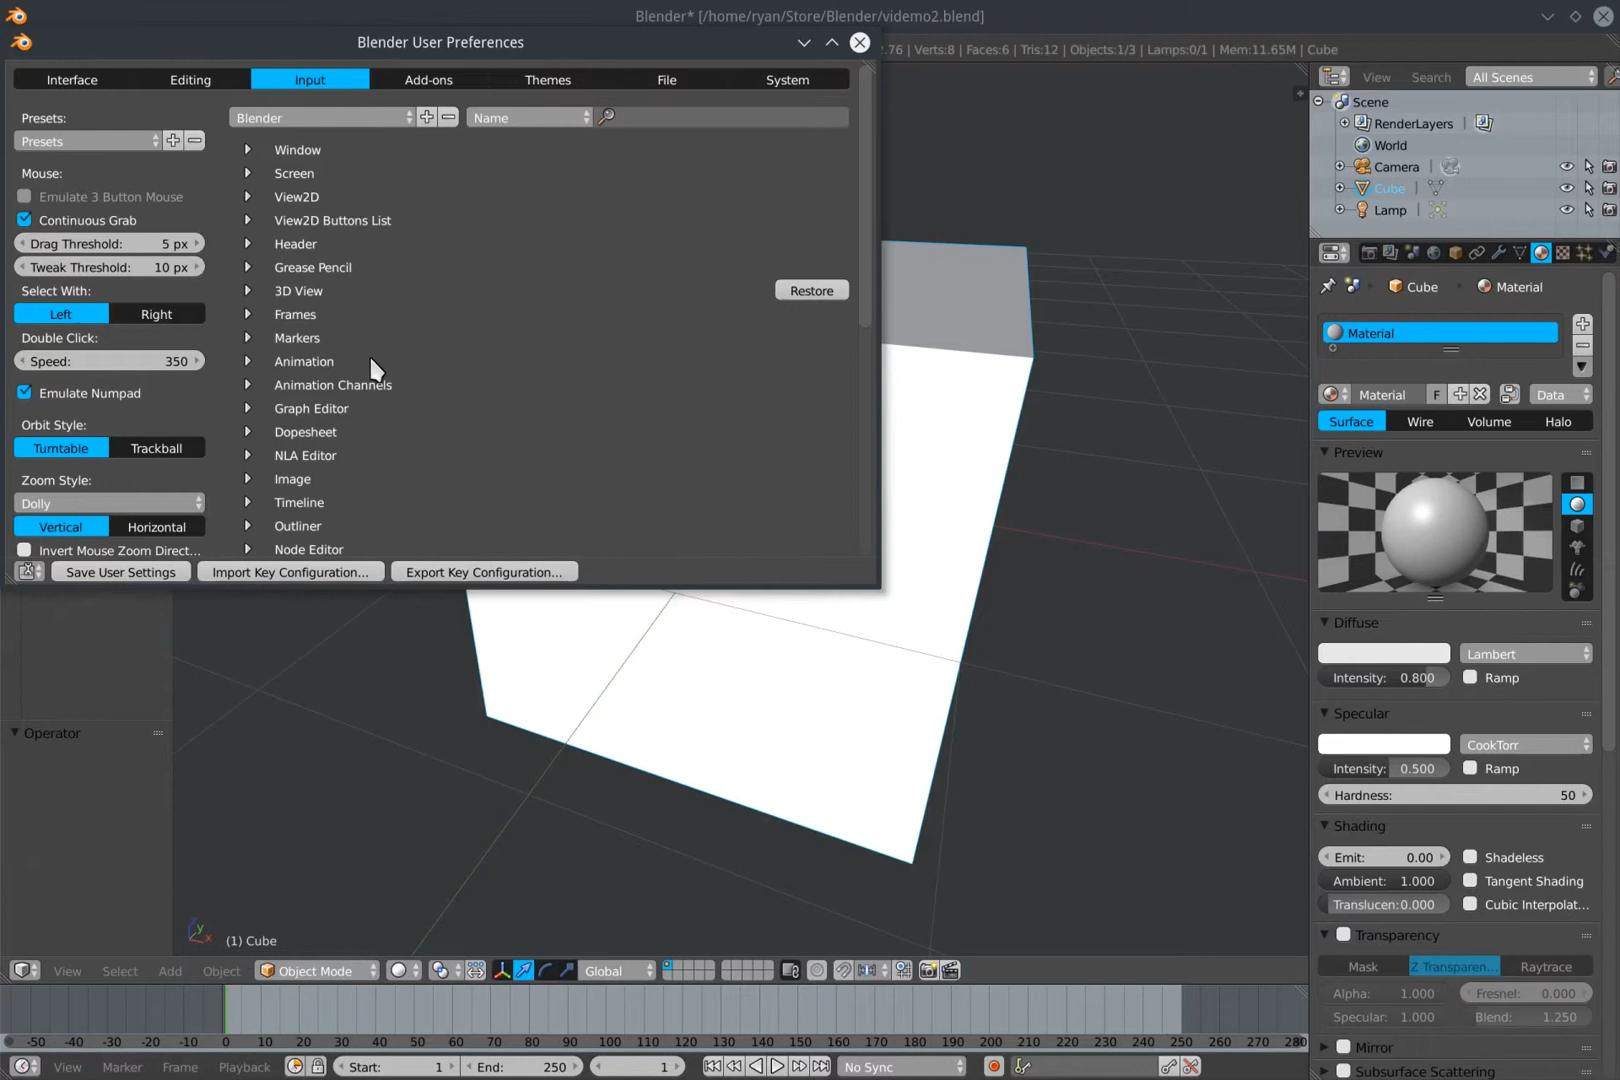 Blender* [/home/ryan/Store/Blender/videmo2.blend]
Blender User Preferences
2.76 | Verts:8 | Faces:6 | Tris:12 | Objects:1/3 | Lamps:0/1 | Mem:11.65M | Cube
Interface Editing Input Add-ons Themes File System
Presets:
Presets
Mouse:
Emulate 3 Button Mouse
Continuous Grab
Drag Threshold: 5 px
Tweak Threshold: 10 px
Select With:
Left Right
Double Click:
Speed: 350
Emulate Numpad
Orbit Style:
Turntable Trackball
Zoom Style:
Dolly
Vertical Horizontal
Invert Mouse Zoom Direct...
Blender Name
Window
Screen
View2D
View2D Buttons List
Header
Grease Pencil
3D View Restore
Frames
Markers
Animation
Animation Channels
Graph Editor
Dopesheet
NLA Editor
Image
Timeline
Outliner
Node Editor
Save User Settings Import Key Configuration... Export Key Configuration...
Operator
z
y
x
(1) Cube
View Select Add Object Object Mode Global
-50 -40 -30 -20 -10 0 10 20 30 40 50 60 70 80 90 100 110 120 130 140 150 160 170 180 190 200 210 220 230 240 250 260 270 280
View Marker Frame Playback Start: 1 End: 250 1 No Sync
View Search All Scenes
Scene
RenderLayers
World
Camera
Cube
Lamp
Cube Material
Material
Material F Data
Surface Wire Volume Halo
Preview
Diffuse
Lambert
Intensity: 0.800 Ramp
Specular
CookTorr
Intensity: 0.500 Ramp
Hardness: 50
Shading
Emit: 0.00 Shadeless
Ambient: 1.000 Tangent Shading
Translucen: 0.000 Cubic Interpolat...
Transparency
Mask Z Transparen... Raytrace
Alpha: 1.000 Fresnel: 0.000
Specular: 1.000 Blend: 1.250
Mirror
Subsurface Scattering